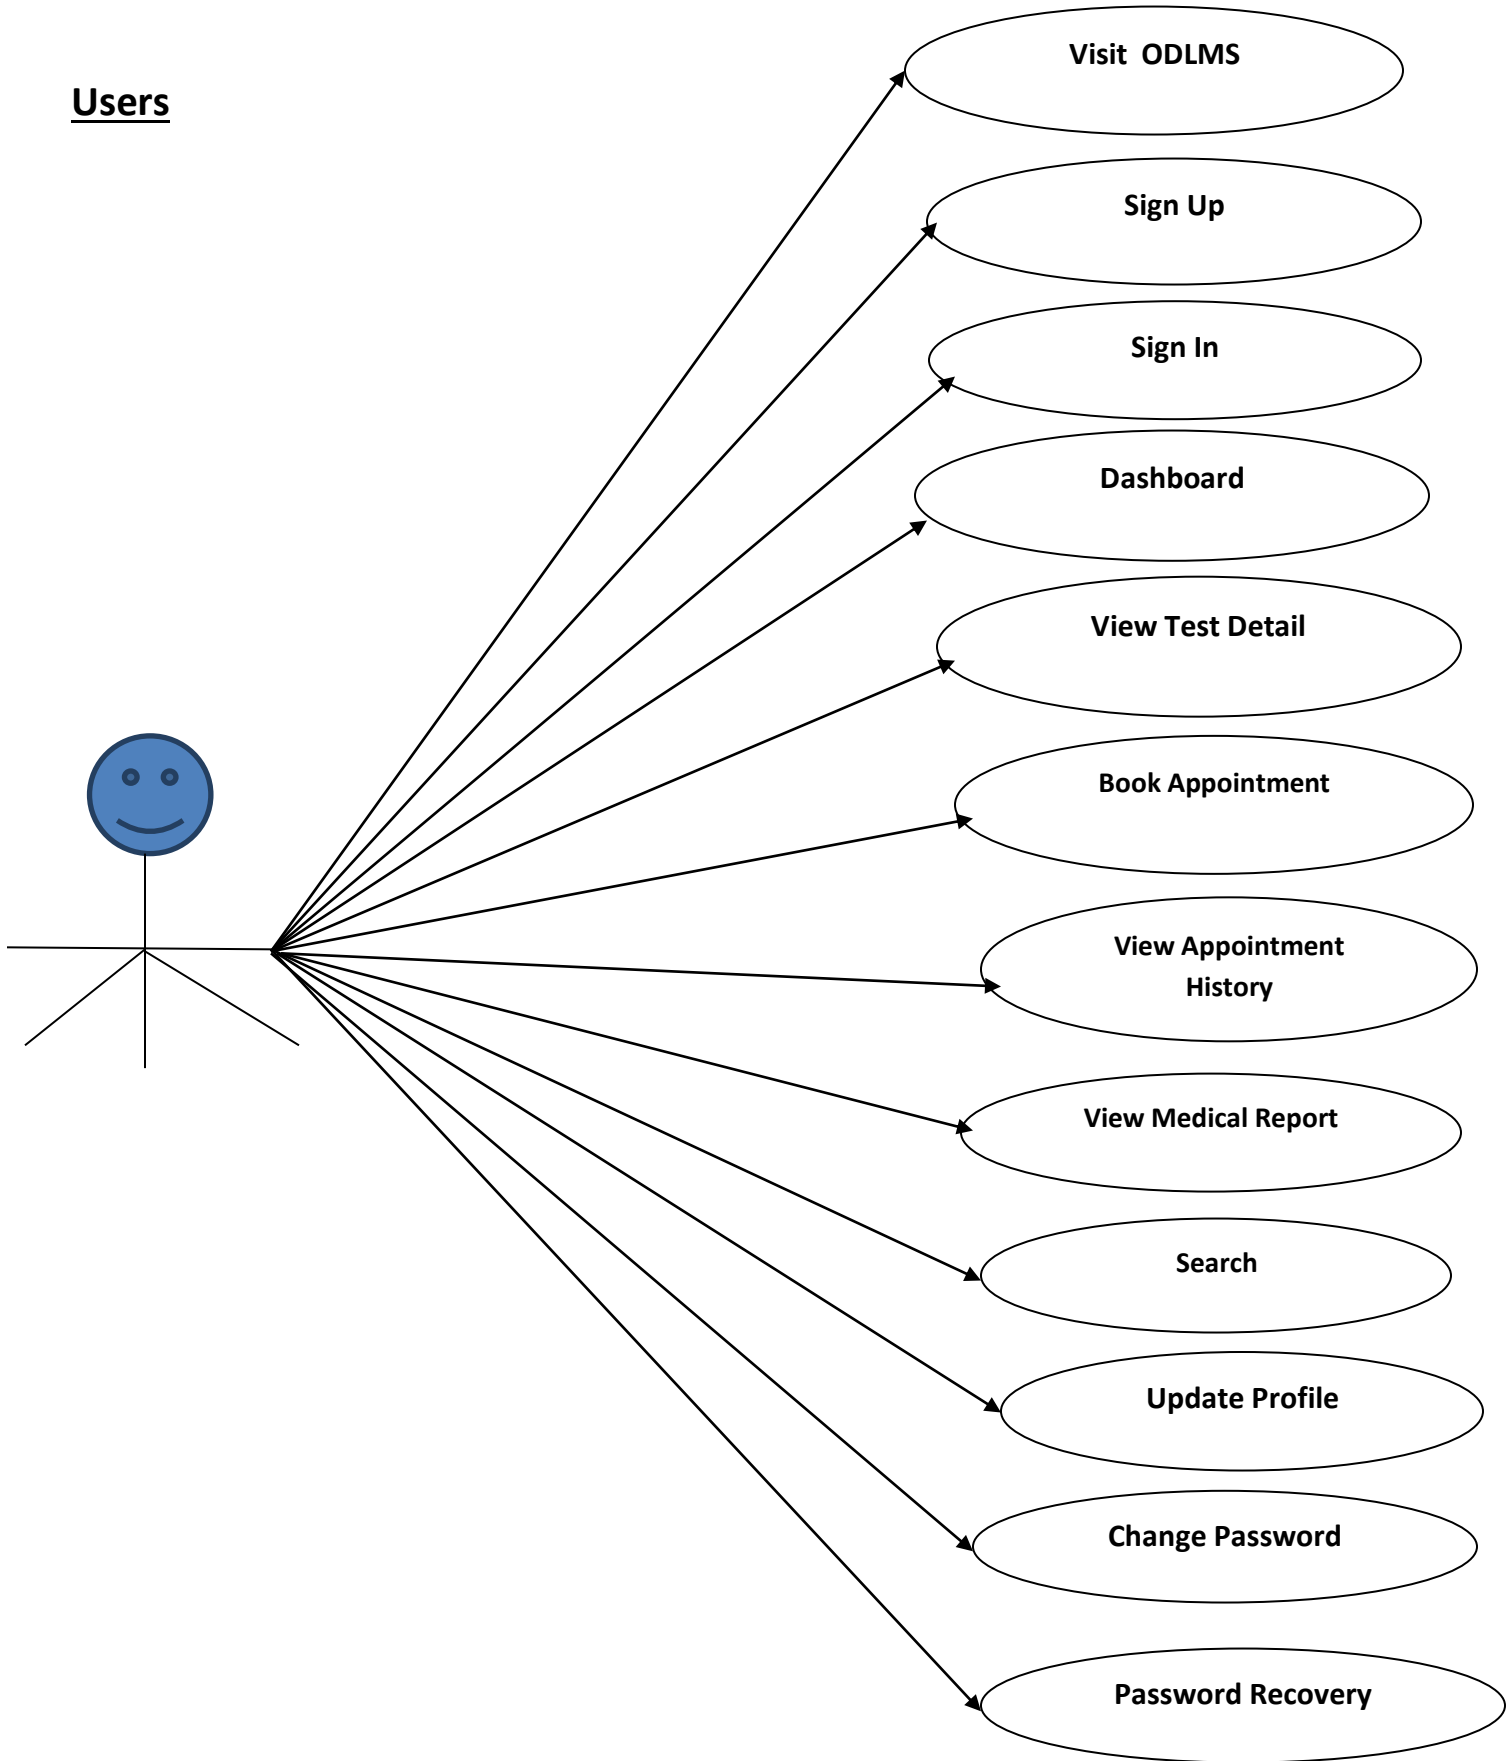 Users
Visit ODLMS
Sign Up
Sign In
Dashboard
View Test Detail
Book Appointment
View Appointment
History
View Medical Report
Search
Update Profile
Change Password
Password Recovery